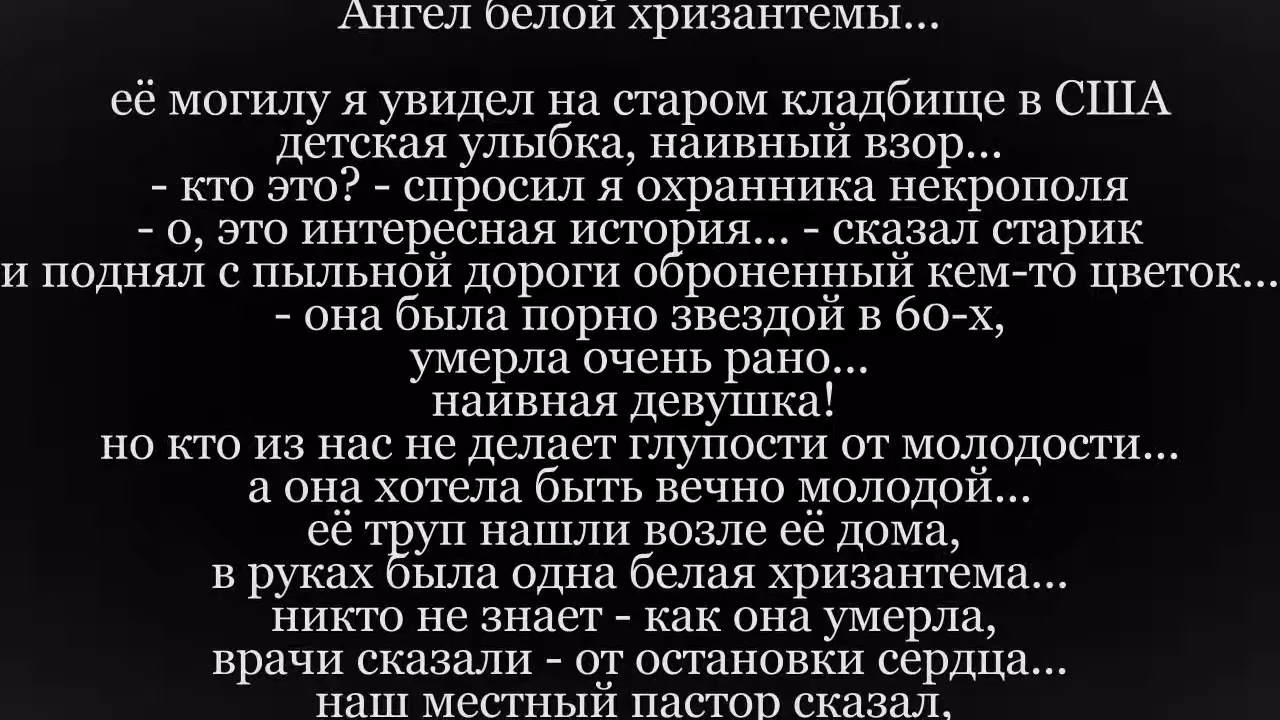 Ангел белой хризантемы...
её могилу я увидел на старом кладбище в США
детская улыбка, наивный взор...
- кто это? - спросил я охранника некрополя
- о, это интересная история... - сказал старик
и поднял с пыльной дороги оброненный кем-то цветок...
- она была порно звездой в 60-х,
умерла очень рано...
наивная девушка!
но кто из нас не делает глупости от молодости...
а она хотела быть вечно молодой...
её труп нашли возле её дома,
в руках была одна белая хризантема...
никто не знает - как она умерла,
врачи сказали - от остановки сердца...
наш местный пастор сказал,